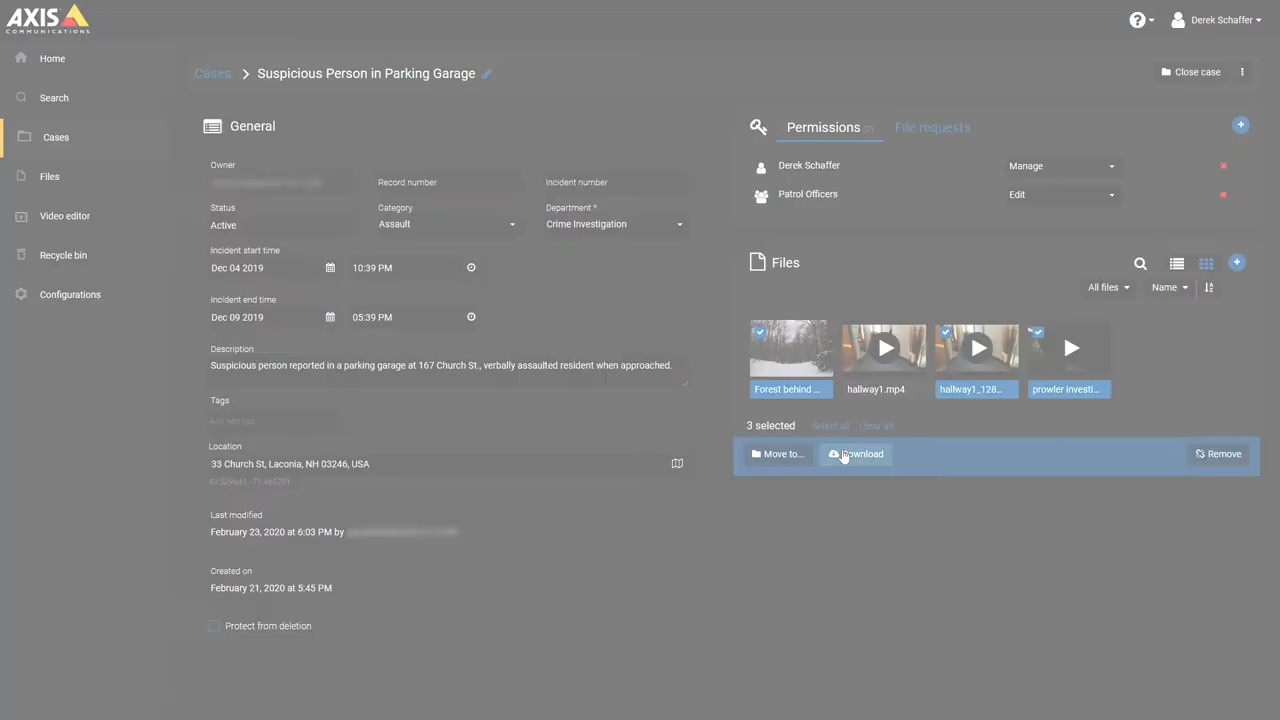 AXIS
COMMUNICATIONS
Derek Schaffer
Home
Search
Cases
Files
Video editor
Recycle bin
Configurations
Cases > Suspicious Person in Parking Garage
Close case
General
Owner
Record number
Incident number
Status
Active
Category
Assault
Department *
Crime Investigation
Incident start time
Dec 04 2019
10:39 PM
Incident end time
Dec 09 2019
05:39 PM
Description
Suspicious person reported in a parking garage at 167 Church St., verbally assaulted resident when approached.
Tags
Add new tag
Location
33 Church St, Laconia, NH 03246, USA
Last modified
February 23, 2020 at 6:03 PM by
Created on
February 21, 2020 at 5:45 PM
Protect from deletion
Permissions (2)
File requests
Derek Schaffer
Manage
Patrol Officers
Edit
Files
All files
Name
Forest behind ...
hallway1.mp4
hallway1_128...
prowler investi...
3 selected
Select all
Clear all
Move to...
Download
Remove